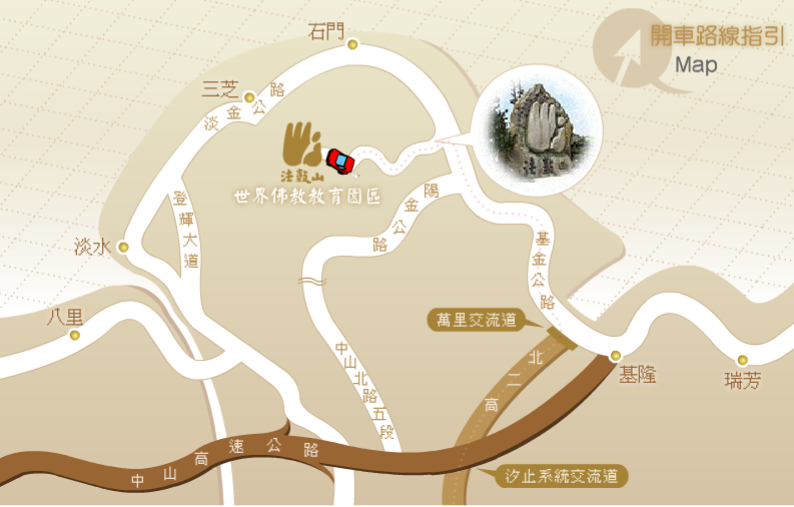 開車路線指引
Map
石門
三芝
淡金公路
法鼓山
世界佛教教育園區
登輝大道
淡水
陽金公路
基金公路
八里
萬里交流道
中山北路五段
北二高
基隆
瑞芳
中山高速公路
汐止系統交流道